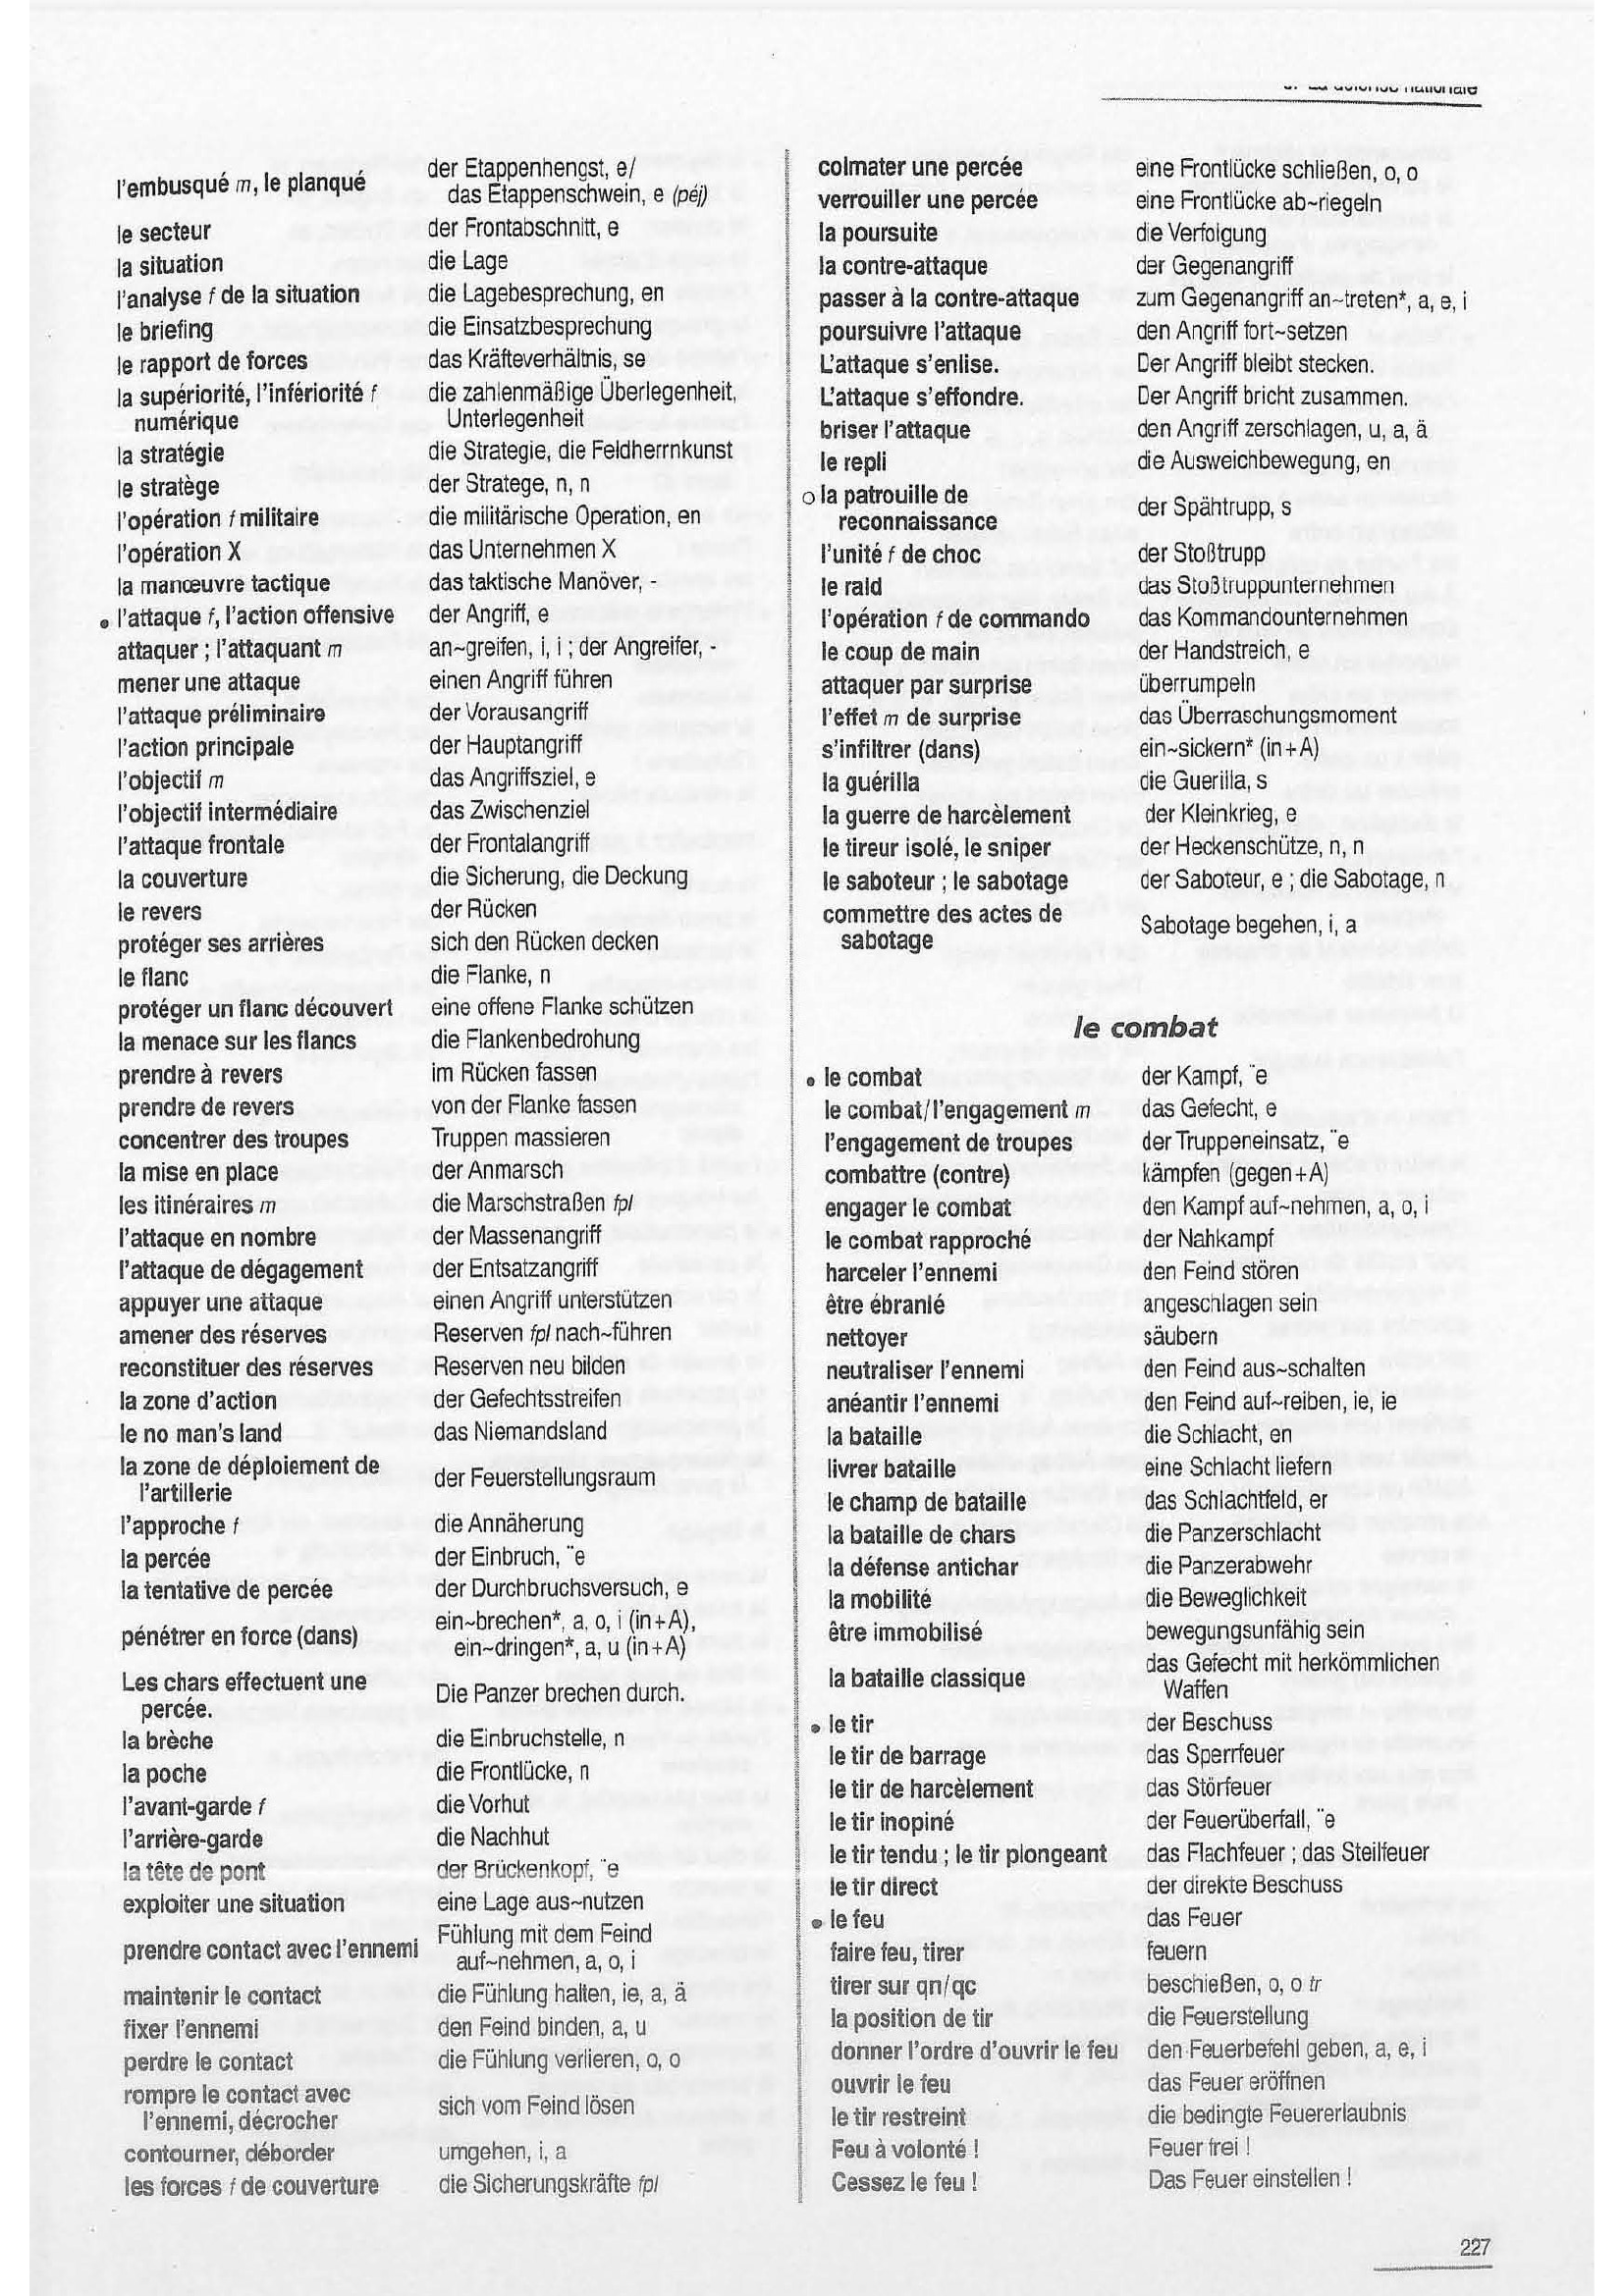 nationale
l'embusqué m, le planqué der Etappenhengst, e/
das Etappenschwein, e (péj)
le secteur der Frontabschnitt, e
la situation die Lage
l'analyse f de la situation die Lagebesprechung, en
le briefing die Einsatzbesprechung
le rapport de forces das Kräfteverhältnis, se
la supériorité, l'infériorité f die zahlenmäßige Überlegenheit,
numérique Unterlegenheit
la stratégie die Strategie, die Feldherrnkunst
le stratège der Stratege, n, n
l'opération f militaire die militärische Operation, en
l'opération X das Unternehmen X
la manœuvre tactique das taktische Manöver, -
• l'attaque f, l'action offensive der Angriff, e
attaquer ; l'attaquant m an~greifen, i, i ; der Angreifer, -
mener une attaque einen Angriff führen
l'attaque préliminaire der Vorausangriff
l'action principale der Hauptangriff
l'objectif m das Angriffsziel, e
l'objectif intermédiaire das Zwischenziel
l'attaque frontale der Frontalangriff
la couverture die Sicherung, die Deckung
le revers der Rücken
protéger ses arrières sich den Rücken decken
le flanc die Flanke, n
protéger un flanc découvert eine offene Flanke schützen
la menace sur les flancs die Flankenbedrohung
prendre à revers im Rücken fassen
prendre de revers von der Flanke fassen
concentrer des troupes Truppen massieren
la mise en place der Anmarsch
les itinéraires m die Marschstraßen fpl
l'attaque en nombre der Massenangriff
l'attaque de dégagement der Entsatzangriff
appuyer une attaque einen Angriff unterstützen
amener des réserves Reserven fpl nach~führen
reconstituer des réserves Reserven neu bilden
la zone d'action der Gefechtsstreifen
le no man's land das Niemandsland
la zone de déploiement de
l'artillerie der Feuerstellungsraum
l'approche f die Annäherung
la percée der Einbruch, ¨e
la tentative de percée der Durchbruchsversuch, e
pénétrer en force (dans) ein~brechen*, a, o, i (in+A),
ein~dringen*, a, u (in+A)
Les chars effectuent une
percée. Die Panzer brechen durch.
la brèche die Einbruchstelle, n
la poche die Frontlücke, n
l'avant-garde f die Vorhut
l'arrière-garde die Nachhut
la tête de pont der Brückenkopf, ¨e
exploiter une situation eine Lage aus~nutzen
prendre contact avec l'ennemi Fühlung mit dem Feind
auf~nehmen, a, o, i
maintenir le contact die Fühlung halten, ie, a, ä
fixer l'ennemi den Feind binden, a, u
perdre le contact die Fühlung verlieren, o, o
rompre le contact avec
l'ennemi, décrocher sich vom Feind lösen
contourner, déborder umgehen, i, a
les forces f de couverture die Sicherungskräfte fpl
colmater une percée eine Frontlücke schließen, o, o
verrouiller une percée eine Frontlücke ab~riegeln
la poursuite die Verfolgung
la contre-attaque der Gegenangriff
passer à la contre-attaque zum Gegenangriff an~treten*, a, e, i
poursuivre l'attaque den Angriff fort~setzen
L'attaque s'enlise. Der Angriff bleibt stecken.
L'attaque s'effondre. Der Angriff bricht zusammen.
briser l'attaque den Angriff zerschlagen, u, a, ä
le repli die Ausweichbewegung, en
o la patrouille de
reconnaissance der Spähtrupp, s
l'unité f de choc der Stoßtrupp
le raid das Stoßtruppunternehmen
l'opération f de commando das Kommandounternehmen
le coup de main der Handstreich, e
attaquer par surprise überrumpeln
l'effet m de surprise das Überraschungsmoment
s'infiltrer (dans) ein~sickern* (in+A)
la guérilla die Guerilla, s
la guerre de harcèlement der Kleinkrieg, e
le tireur isolé, le sniper der Heckenschütze, n, n
le saboteur ; le sabotage der Saboteur, e ; die Sabotage, n
commettre des actes de
sabotage Sabotage begehen, i, a
le combat
• le combat der Kampf, ¨e
le combat/l'engagement m das Gefecht, e
l'engagement de troupes der Truppeneinsatz, ¨e
combattre (contre) kämpfen (gegen+A)
engager le combat den Kampf auf~nehmen, a, o, i
le combat rapproché der Nahkampf
harceler l'ennemi den Feind stören
être ébranlé angeschlagen sein
nettoyer säubern
neutraliser l'ennemi den Feind aus~schalten
anéantir l'ennemi den Feind auf~reiben, ie, ie
la bataille die Schlacht, en
livrer bataille eine Schlacht liefern
le champ de bataille das Schlachtfeld, er
la bataille de chars die Panzerschlacht
la défense antichar die Panzerabwehr
la mobilité die Beweglichkeit
être immobilisé bewegungsunfähig sein
la bataille classique das Gefecht mit herkömmlichen
Waffen
• le tir der Beschuss
le tir de barrage das Sperrfeuer
le tir de harcèlement das Störfeuer
le tir inopiné der Feuerüberfall, ¨e
le tir tendu ; le tir plongeant das Flachfeuer ; das Steilfeuer
le tir direct der direkte Beschuss
• le feu das Feuer
faire feu, tirer feuern
tirer sur qn/qc beschießen, o, o tr
la position de tir die Feuerstellung
donner l'ordre d'ouvrir le feu den Feuerbefehl geben, a, e, i
ouvrir le feu das Feuer eröffnen
le tir restreint die bedingte Feuererlaubnis
Feu à volonté ! Feuer frei !
Cessez le feu ! Das Feuer einstellen !
227